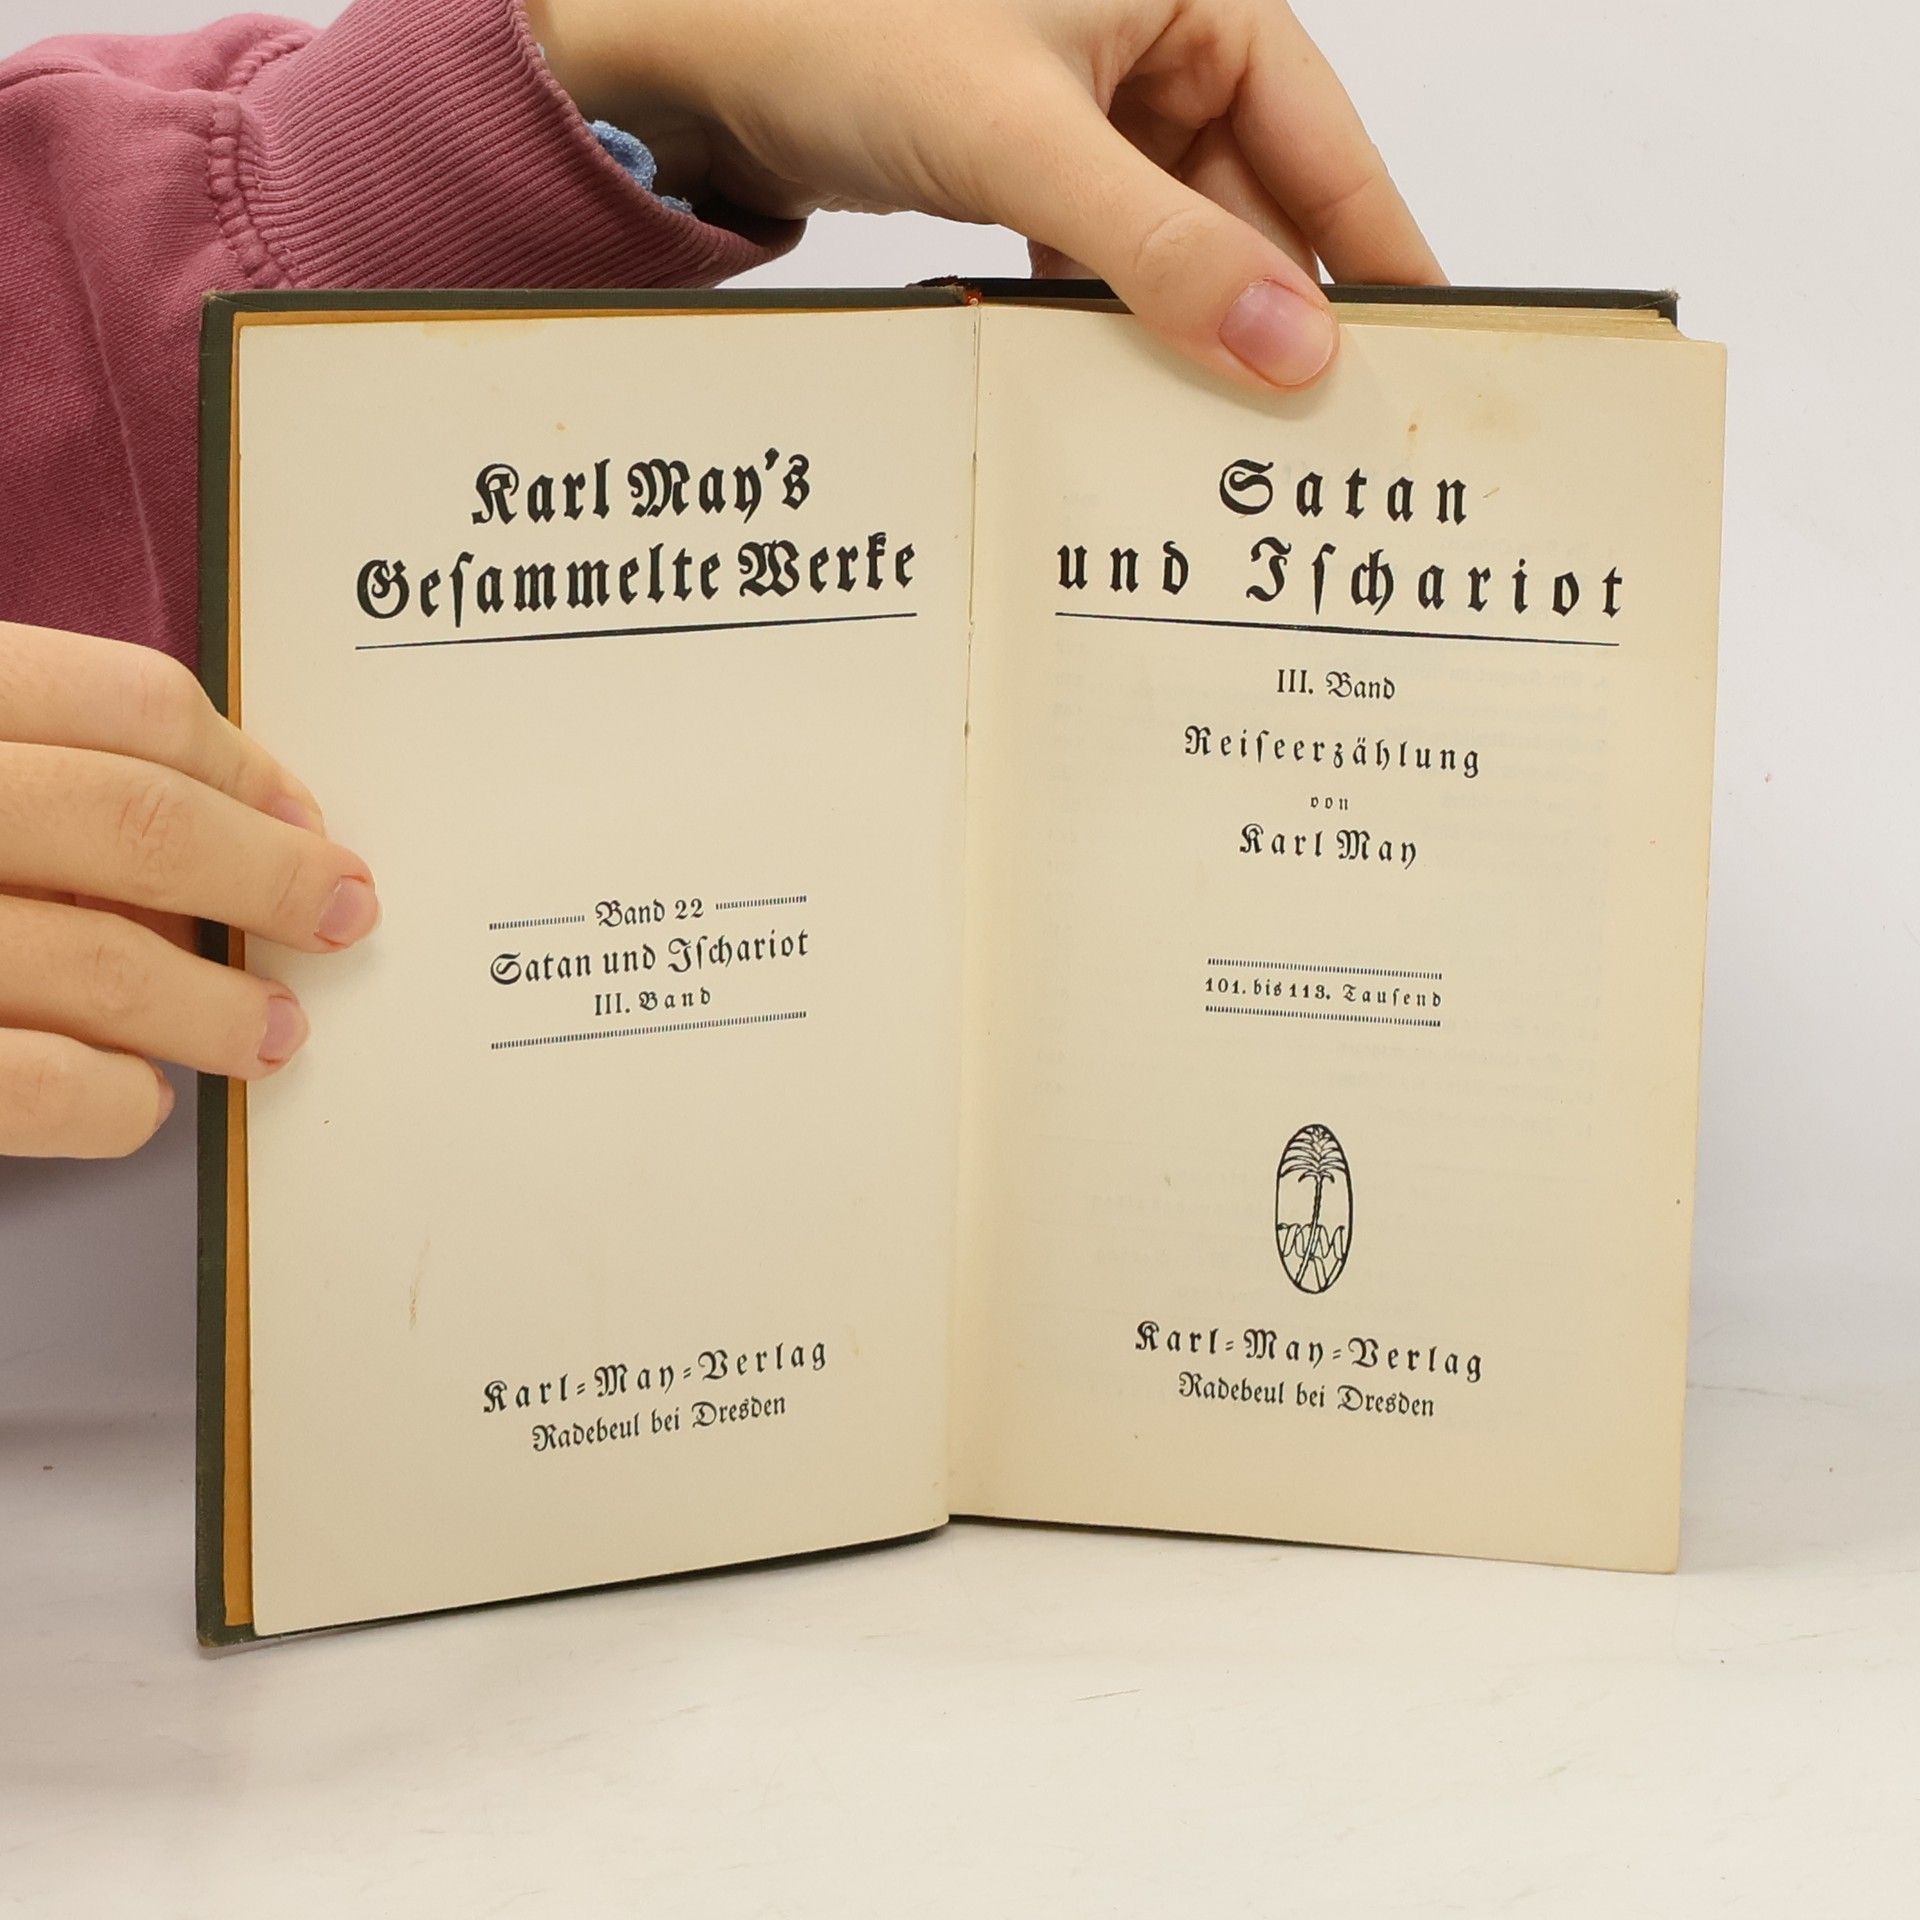 Karl May's
Geſammelte Werke
Band 22
Satan und Iſchariot
III. Band
Karl=May=Verlag
Radebeul bei Dresden
Satan
und Iſchariot
III. Band
Reiſeerzählung
von
Karl May
101. bis 113. Tauſend
Karl=May=Verlag
Radebeul bei Dresden